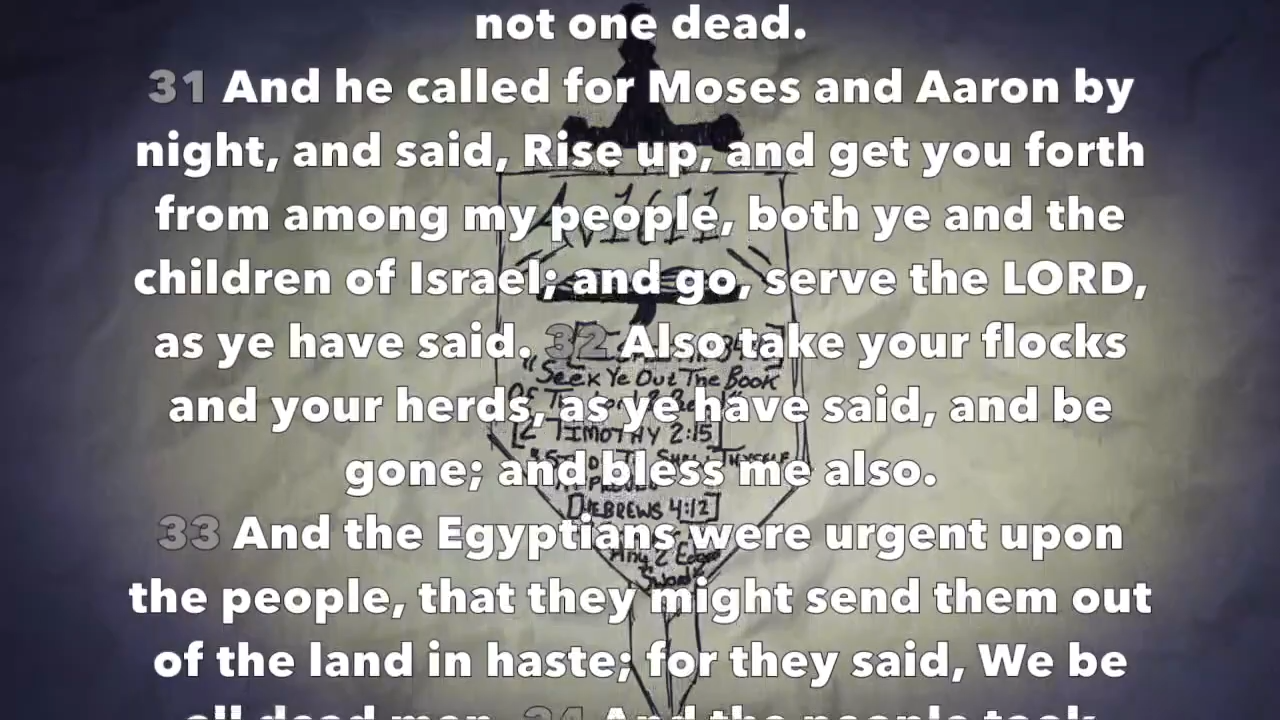 not one dead.
31 And he called for Moses and Aaron by
night, and said, Rise up, and get you forth
from among my people, both ye and the
children of Israel; and go, serve the LORD,
as ye have said. 32 Also take your flocks
and your herds, as ye have said, and be
gone; and bless me also.
33 And the Egyptians were urgent upon
the people, that they might send them out
of the land in haste; for they said, We be
all dead men. 34 And the people took
AV1611
"Seek Ye Out The Book
[2 TIMOTHY 2:15]
[HEBREWS 4:12]
Any 2 Edged
Sword"